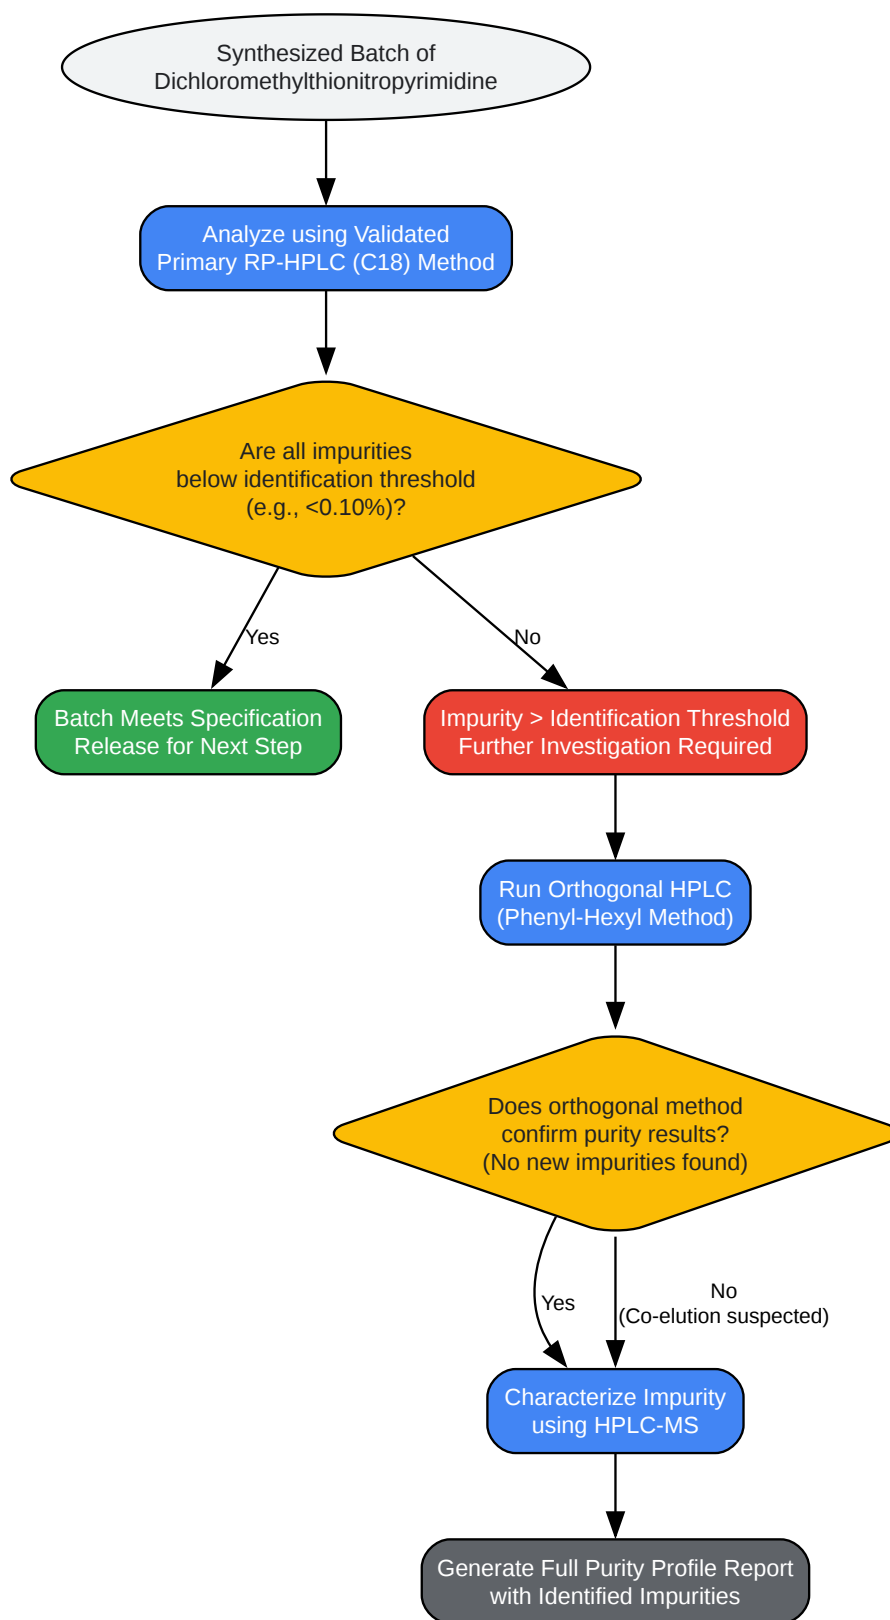 Synthesized Batch of
Dichloromethylthionitropyrimidine
Analyze using Validated
Primary RP-HPLC (C18) Method
Are all impurities
below identification threshold
(e.g., <0.10%)?
Yes
No
Batch Meets Specification
Release for Next Step
Impurity > Identification Threshold
Further Investigation Required
Run Orthogonal HPLC
(Phenyl-Hexyl Method)
Does orthogonal method
confirm purity results?
(No new impurities found)
Yes
No
(Co-elution suspected)
Characterize Impurity
using HPLC-MS
Generate Full Purity Profile Report
with Identified Impurities